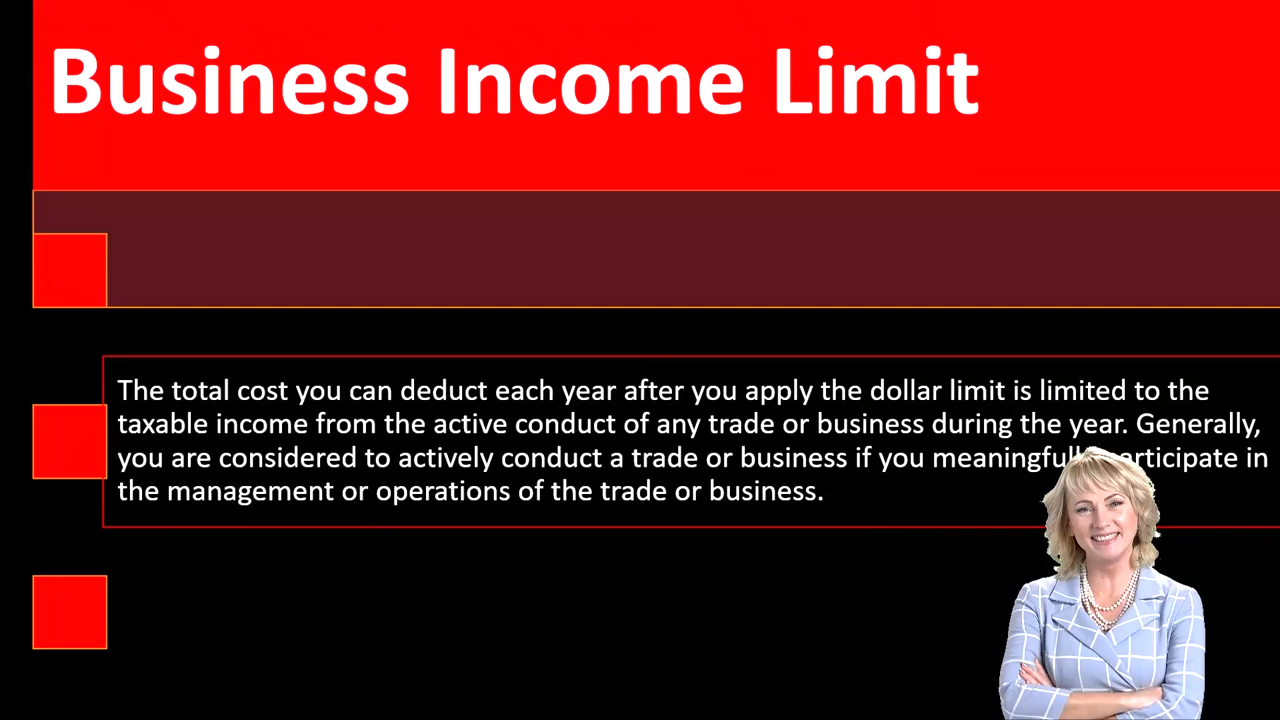 Business Income Limit
The total cost you can deduct each year after you apply the dollar limit is limited to the
taxable income from the active conduct of any trade or business during the year. Generally,
you are considered to actively conduct a trade or business if you meaningfully participate in
the management or operations of the trade or business.